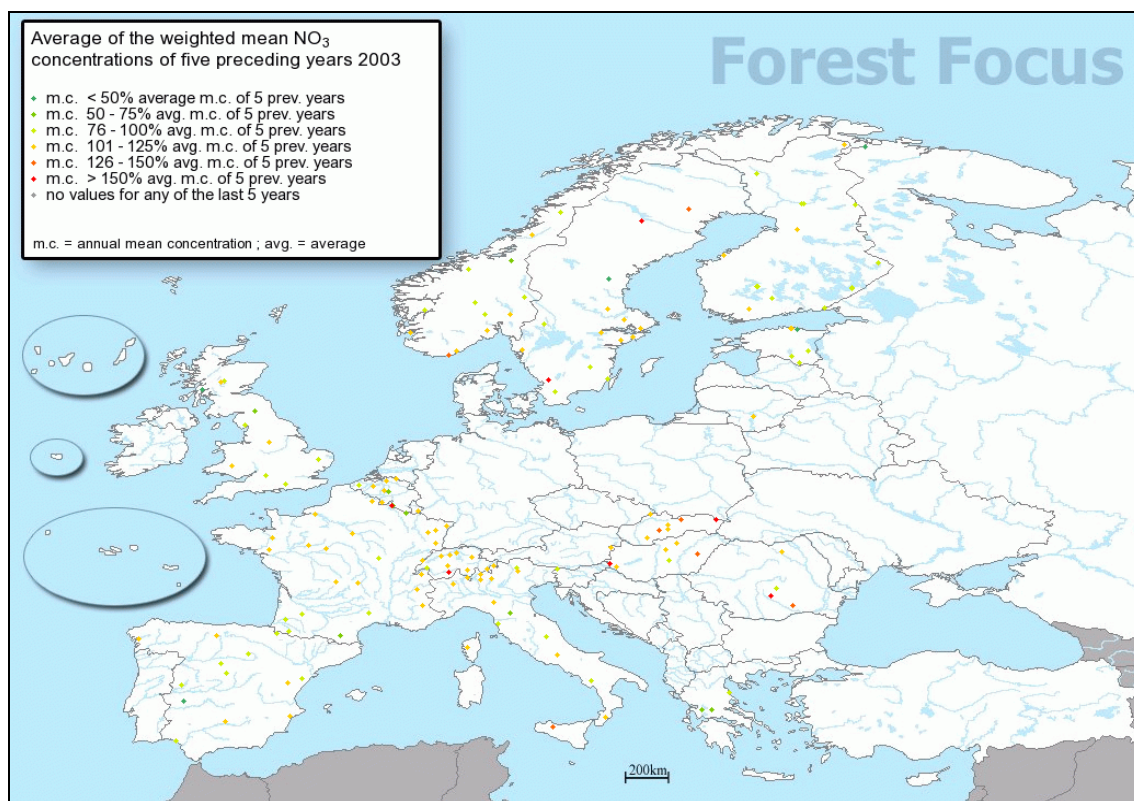 Average of the weighted mean NO₃
concentrations of five preceding years 2003
Forest Focus
m.c. < 50% average m.c. of 5 prev. years
m.c. 50 - 75% avg. m.c. of 5 prev. years
m.c. 76 - 100% avg. m.c. of 5 prev. years
m.c. 101 - 125% avg. m.c. of 5 prev. years
m.c. 126 - 150% avg. m.c. of 5 prev. years
m.c. > 150% avg. m.c. of 5 prev. years
no values for any of the last 5 years
m.c. = annual mean concentration ; avg. = average
200km